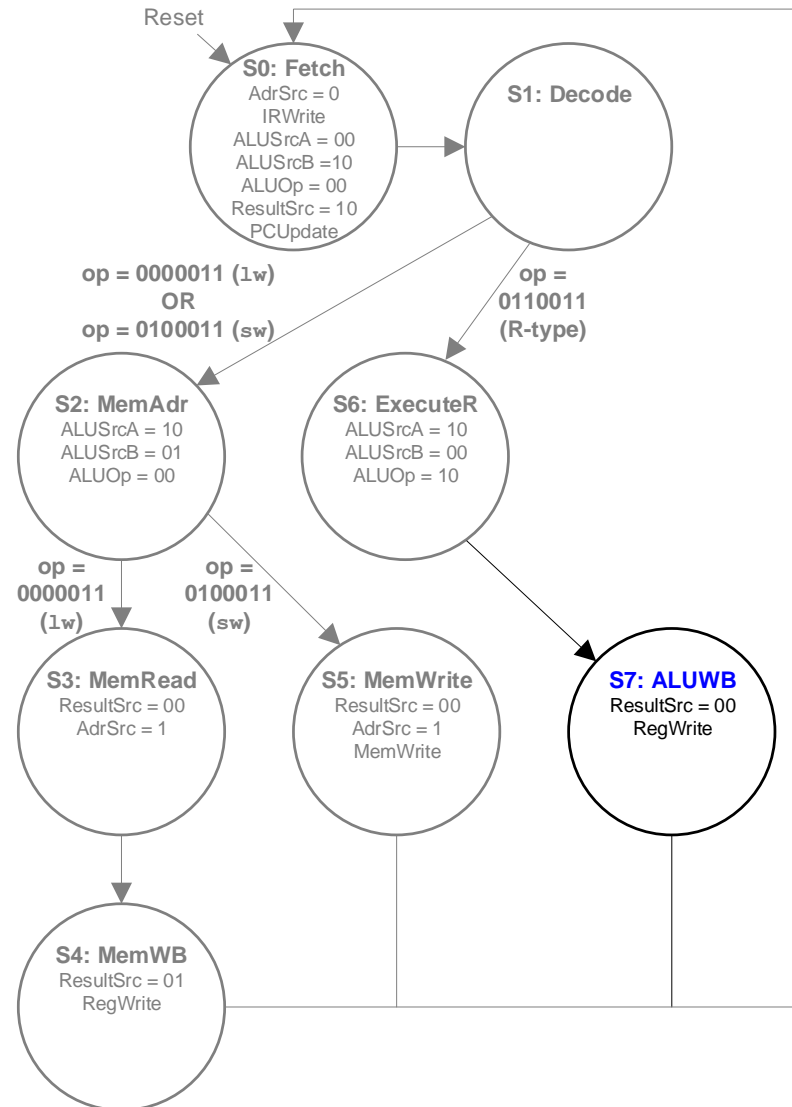 Reset
S0: Fetch
AdrSrc = 0
IRWrite
ALUSrcA = 00
ALUSrcB =10
ALUOp = 00
ResultSrc = 10
PCUpdate
S1: Decode
op = 0000011 (lw)
OR
op = 0100011 (sw)
op =
0110011
(R-type)
S2: MemAdr
ALUSrcA = 10
ALUSrcB = 01
ALUOp = 00
S6: ExecuteR
ALUSrcA = 10
ALUSrcB = 00
ALUOp = 10
op =
0000011
(lw)
op =
0100011
(sw)
S3: MemRead
ResultSrc = 00
AdrSrc = 1
S5: MemWrite
ResultSrc = 00
AdrSrc = 1
MemWrite
S7: ALUWB
ResultSrc = 00
RegWrite
S4: MemWB
ResultSrc = 01
RegWrite